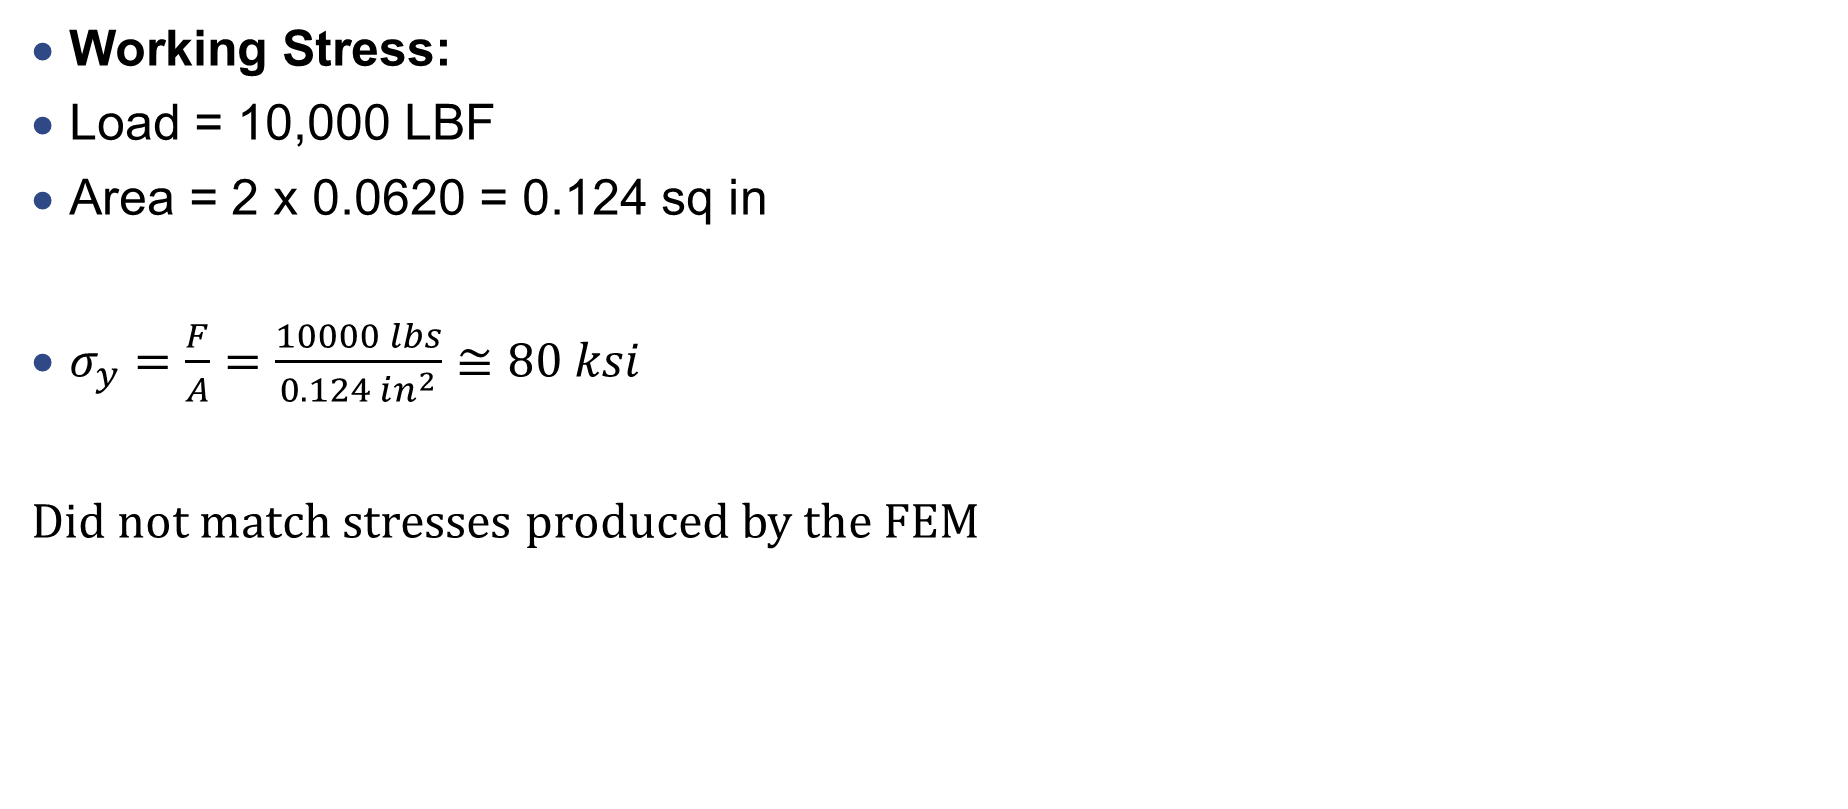 • Working Stress:
• Load = 10,000 LBF
• Area = 2 x 0.0620 = 0.124 sq in
• σ_y = F/A = 10000 lbs/0.124 in² ≅ 80 ksi
Did not match stresses produced by the FEM